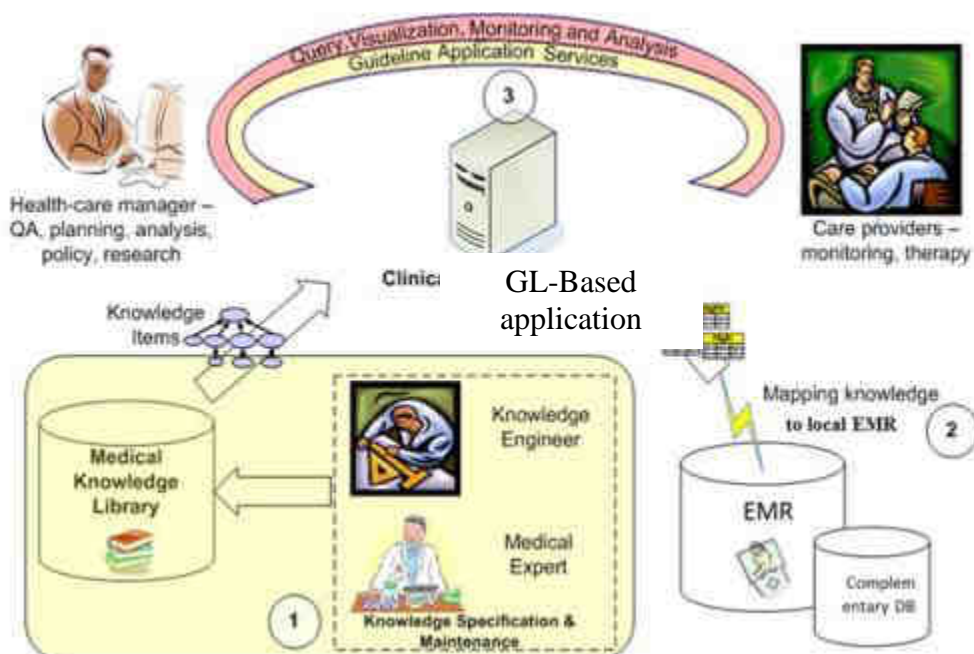 Query, Visualization, Monitoring and Analysis
Guideline Application Services
3
Health-care manager –
QA, planning, analysis,
policy, research
Care providers –
monitoring, therapy
Clinica
GL-Based
application
Knowledge
Items
Mapping knowledge
to local EMR
2
Medical
Knowledge
Library
Knowledge
Engineer
Medical
Expert
Knowledge Specification &
Maintenance
1
EMR
Complem
entary DB